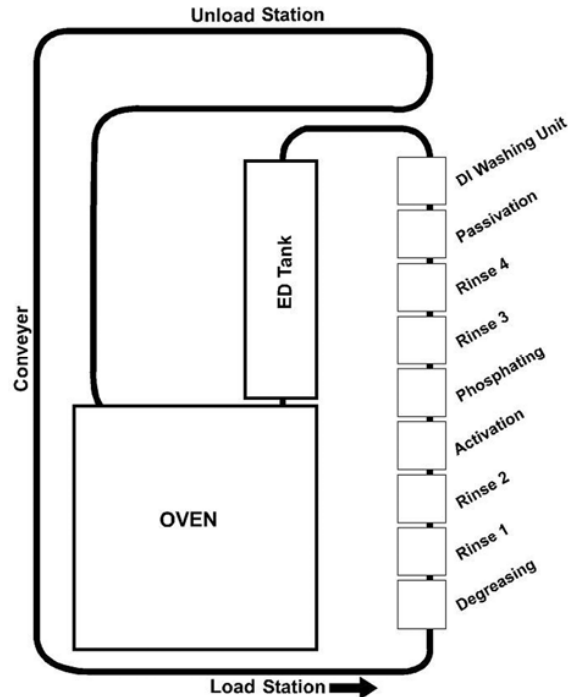 Unload Station
DI Washing Unit
Passivation
Rinse 4
Rinse 3
Phosphating
Activation
Rinse 2
Rinse 1
Degreasing
ED Tank
Conveyer
OVEN
Load Station